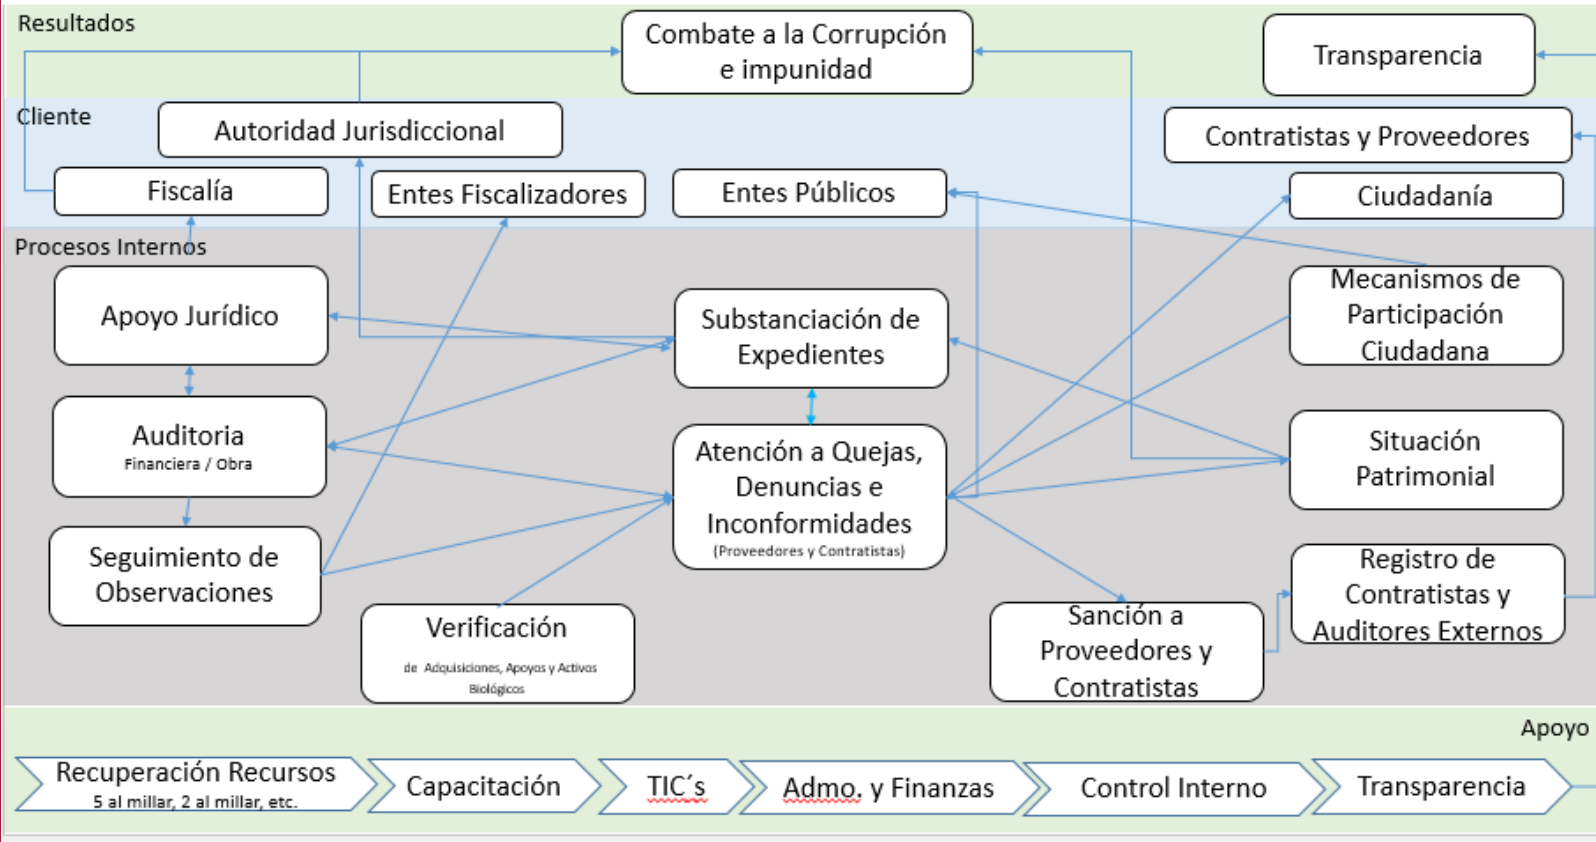 Resultados
Combate a la Corrupción
e impunidad
Transparencia
Cliente
Autoridad Jurisdiccional
Contratistas y Proveedores
Fiscalía
Entes Fiscalizadores
Entes Públicos
Ciudadanía
Procesos Internos
Apoyo Jurídico
Substanciación de
Expedientes
Mecanismos de
Participación
Ciudadana
Auditoria
Financiera / Obra
Atención a Quejas,
Denuncias e
Inconformidades
(Proveedores y Contratistas)
Situación
Patrimonial
Seguimiento de
Observaciones
Verificación
de Adquisiciones, Apoyos y Activos
Biológicos
Sanción a
Proveedores y
Contratistas
Registro de
Contratistas y
Auditores Externos
Apoyo
Recuperación Recursos
5 al millar, 2 al millar, etc.
Capacitación
TIC´s
Admo. y Finanzas
Control Interno
Transparencia